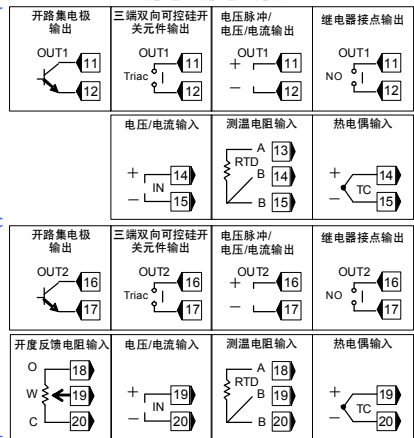 开路集电极
输出
三端双向可控硅开
关元件输出
电压脉冲/
电压/电流输出
继电器接点输出
OUT1
11
12
OUT1
Triac
11
12
OUT1
+
11
−
12
OUT1
NO
11
12
电压/电流输入
测温电阻输入
热电偶输入
+
14
IN
−
15
A
13
RTD
B
14
B
15
+
14
TC
−
15
开路集电极
输出
三端双向可控硅开
关元件输出
电压脉冲/
电压/电流输出
继电器接点输出
OUT2
16
17
OUT2
Triac
16
17
OUT2
+
16
−
17
OUT2
NO
16
17
开度反馈电阻输入
电压/电流输入
测温电阻输入
热电偶输入
O
18
W
19
C
20
+
19
IN
−
20
A
18
RTD
B
19
B
20
+
19
TC
−
20